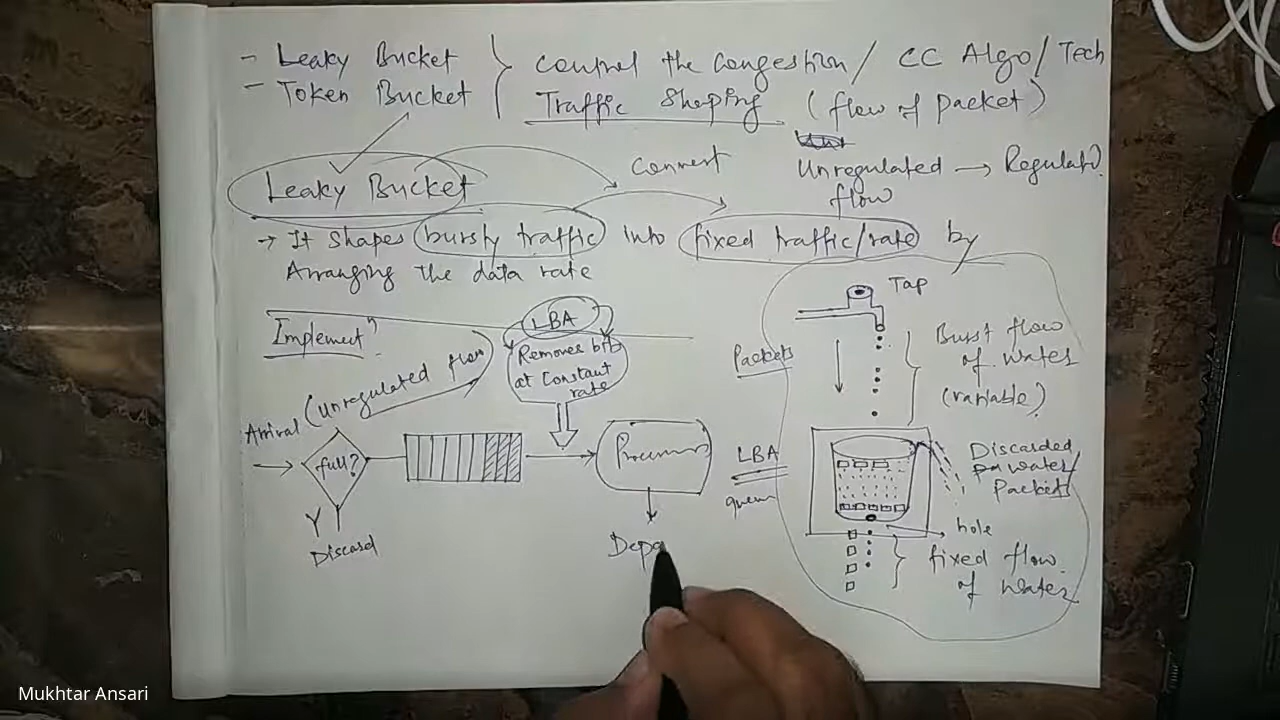 - Leaky Bucket
- Token Bucket
Control the Congestion / CC Algo / Tech
Traffic Shaping (flow of packet)
Unregulated → Regulated
flow
Convert
Leaky Bucket
→ It shapes bursty traffic into fixed traffic/rate by
Arranging the data rate
Implement
LBA
Removes bits
at Constant
rate
Arrival (unregulated flow)
full?
Y
Discard
Processor
Depa
Tap
Packets
Burst flow
of water
(variable)
LBA
queue
Discarded
water/
Packets
hole
fixed flow
of water
Mukhtar Ansari